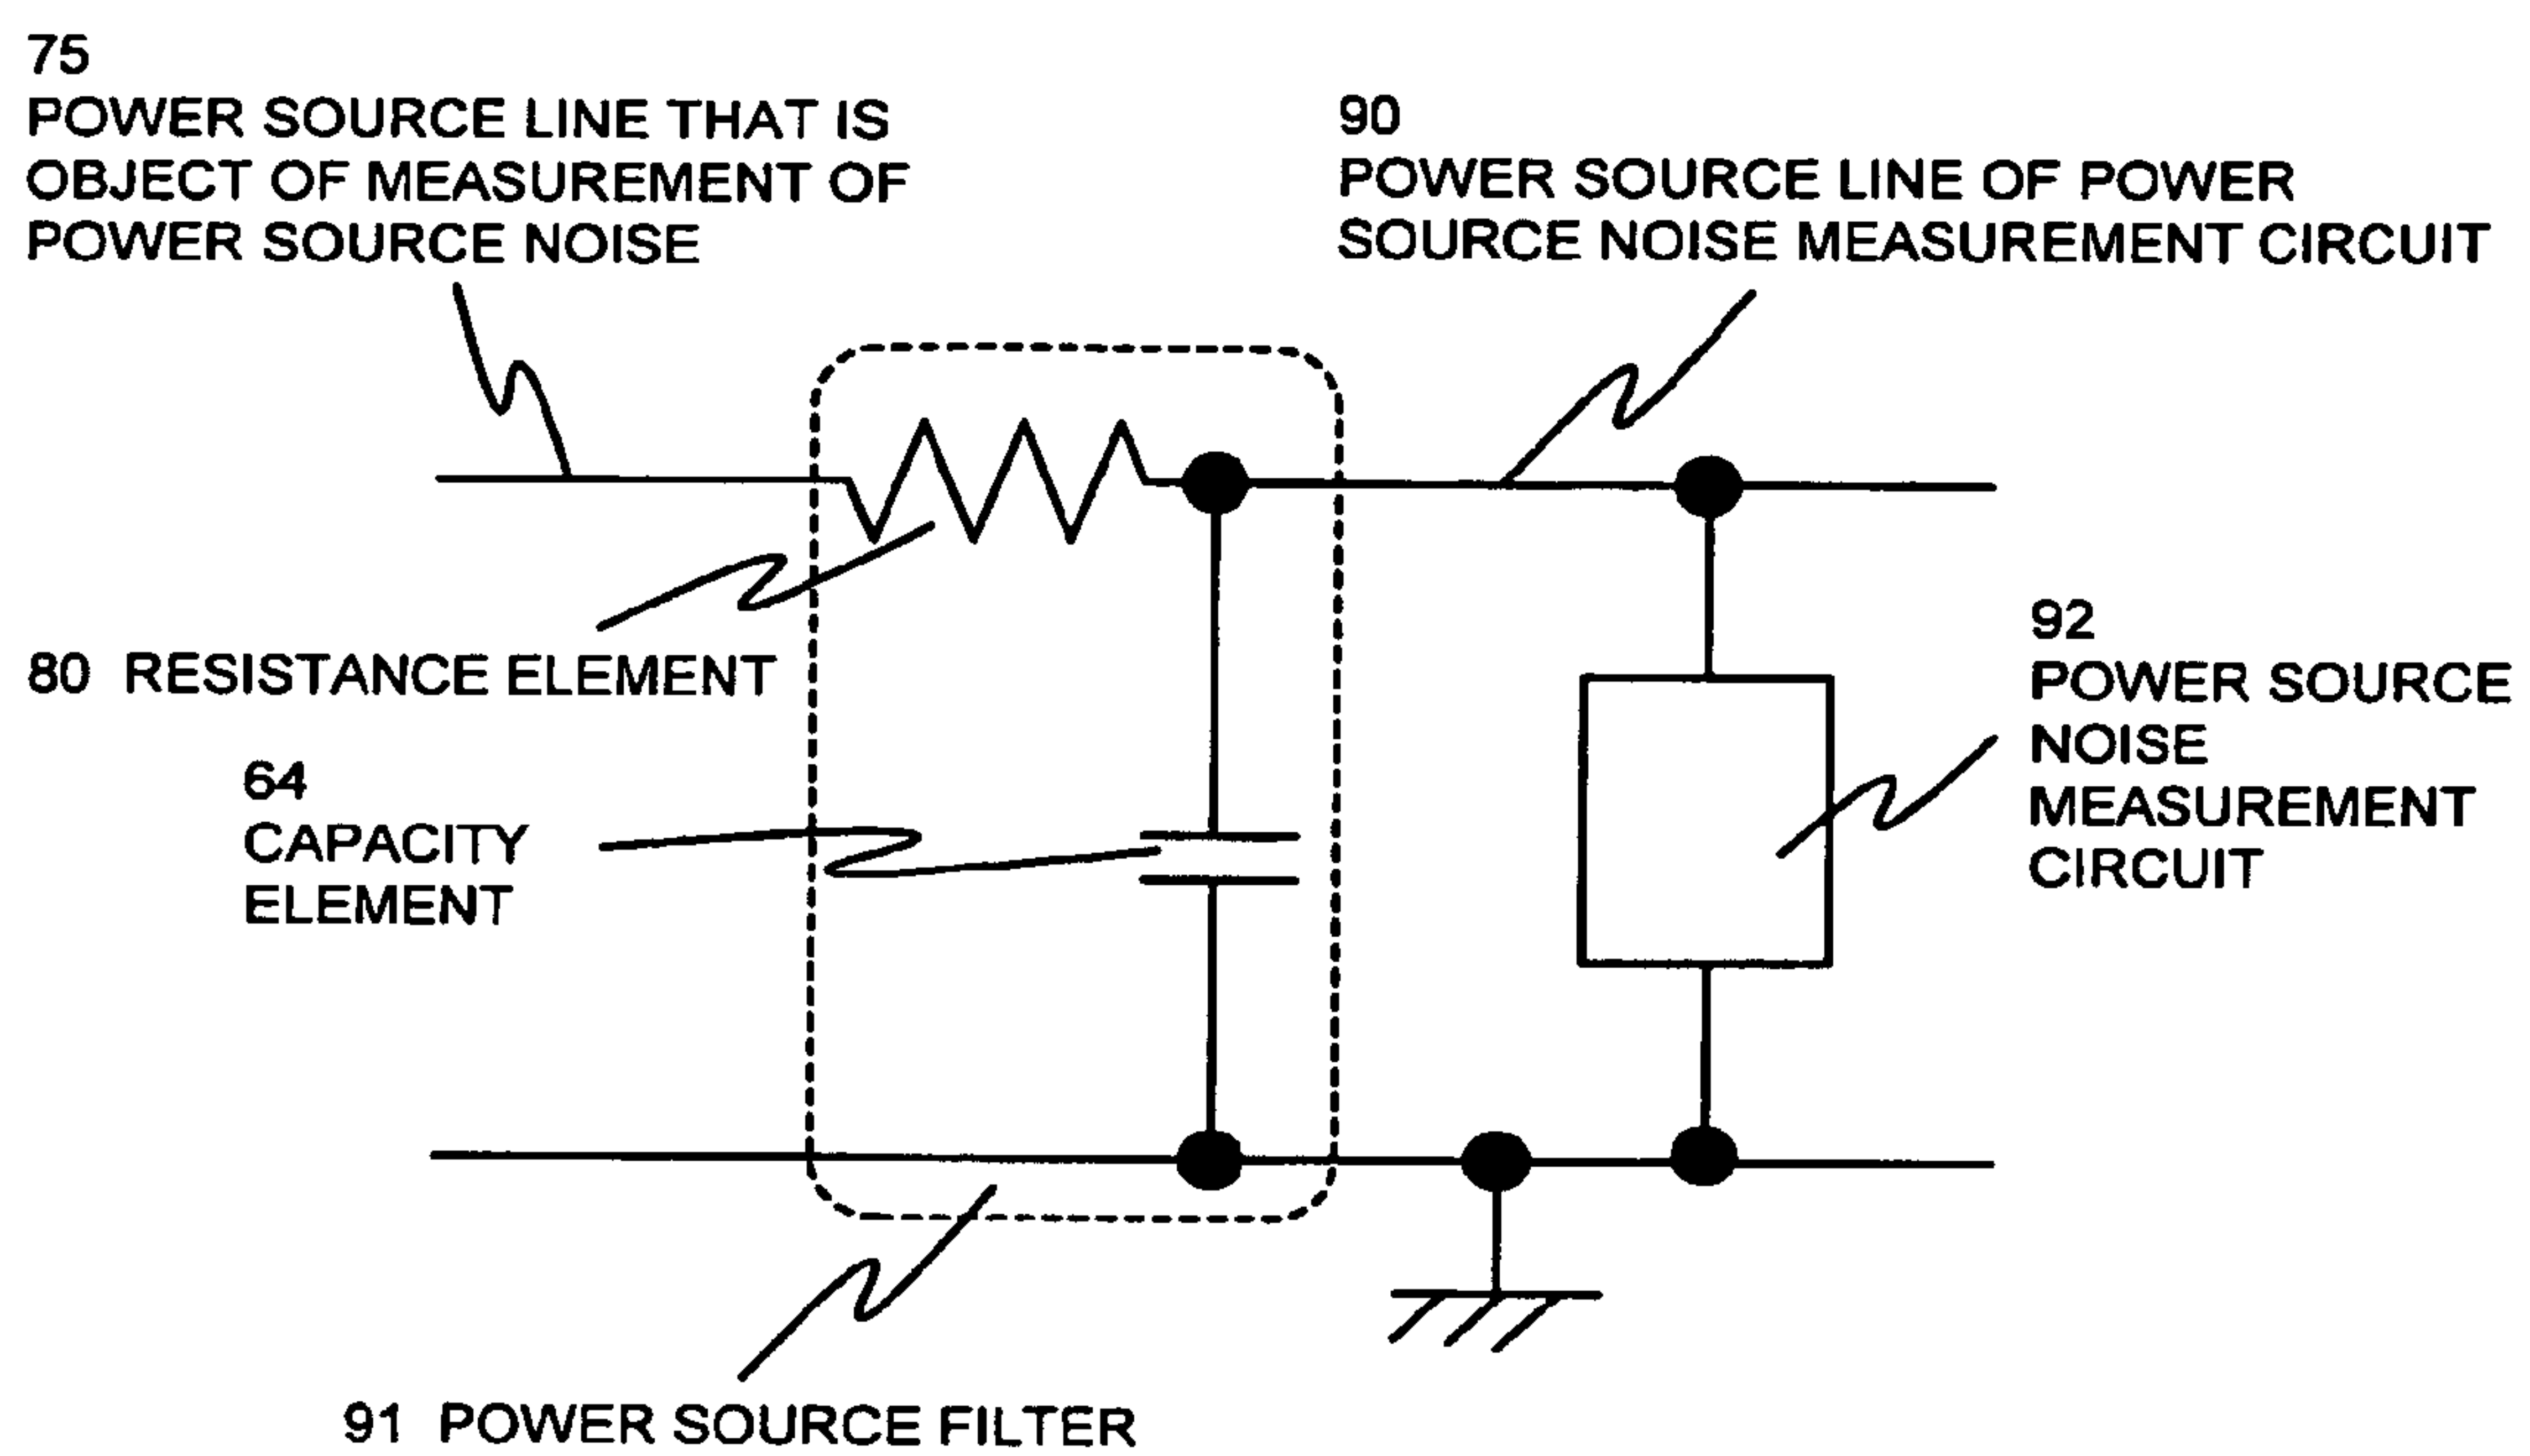 75
POWER SOURCE LINE THAT IS
OBJECT OF MEASUREMENT OF
POWER SOURCE NOISE
90
POWER SOURCE LINE OF POWER
SOURCE NOISE MEASUREMENT CIRCUIT
80 RESISTANCE ELEMENT
64
CAPACITY
ELEMENT
92
POWER SOURCE
NOISE
MEASUREMENT
CIRCUIT
91 POWER SOURCE FILTER